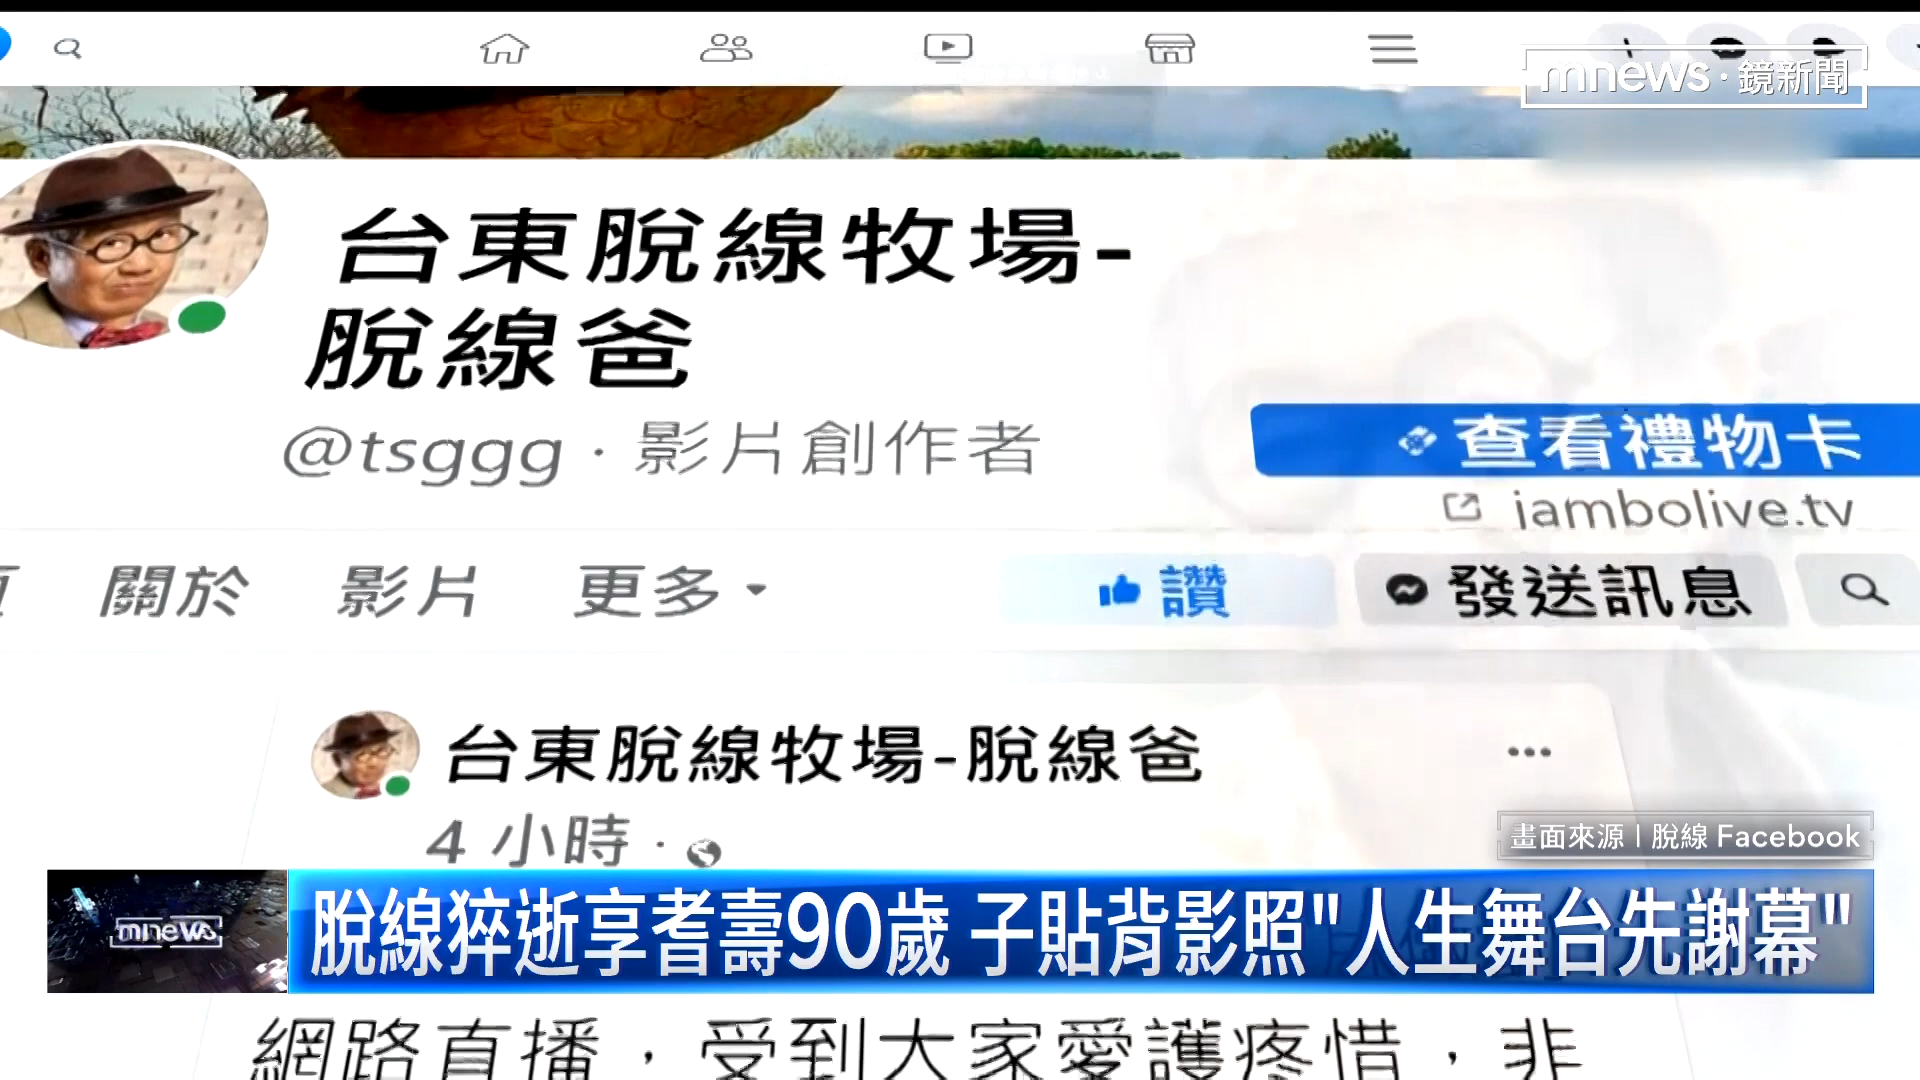 mnews·鏡新聞
台東脫線牧場-
脫線爸
@tsggg · 影片創作者
查看禮物卡
jambolive.tv
關於 影片 更多 讚 發送訊息
台東脫線牧場-脫線爸
4 小時 ·
畫面來源 | 脫線 Facebook
mnews
脫線猝逝享耆壽90歲 子貼背影照"人生舞台先謝幕"
網路直播，受到大家愛護疼惜，非